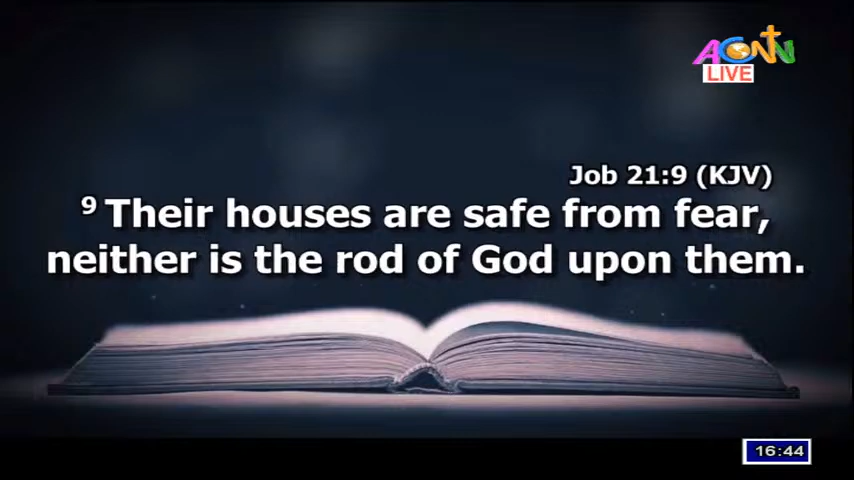 ACNN
LIVE
Job 21:9 (KJV)
9 Their houses are safe from fear,
neither is the rod of God upon them.
16:44